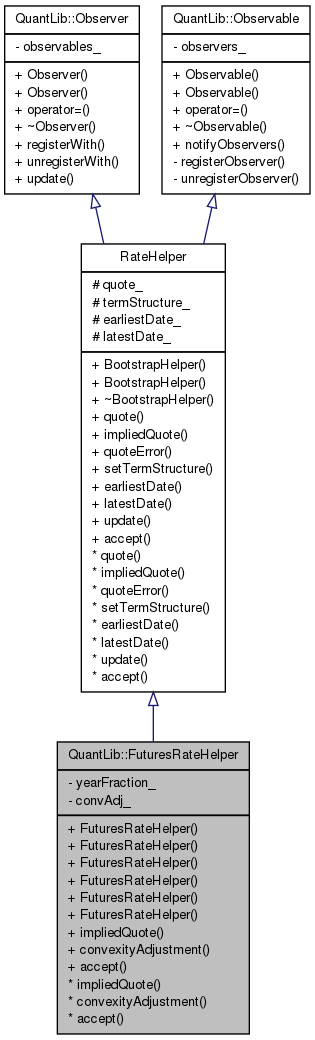 QuantLib::Observer
- observables_
+ Observer()
+ Observer()
+ operator=()
+ ~Observer()
+ registerWith()
+ unregisterWith()
+ update()
QuantLib::Observable
- observers_
+ Observable()
+ Observable()
+ operator=()
+ ~Observable()
+ notifyObservers()
- registerObserver()
- unregisterObserver()
RateHelper
# quote_
# termStructure_
# earliestDate_
# latestDate_
+ BootstrapHelper()
+ BootstrapHelper()
+ ~BootstrapHelper()
+ quote()
+ impliedQuote()
+ quoteError()
+ setTermStructure()
+ earliestDate()
+ latestDate()
+ update()
+ accept()
* quote()
* impliedQuote()
* quoteError()
* setTermStructure()
* earliestDate()
* latestDate()
* update()
* accept()
QuantLib::FuturesRateHelper
- yearFraction_
- convAdj_
+ FuturesRateHelper()
+ FuturesRateHelper()
+ FuturesRateHelper()
+ FuturesRateHelper()
+ FuturesRateHelper()
+ FuturesRateHelper()
+ impliedQuote()
+ convexityAdjustment()
+ accept()
* impliedQuote()
* convexityAdjustment()
* accept()